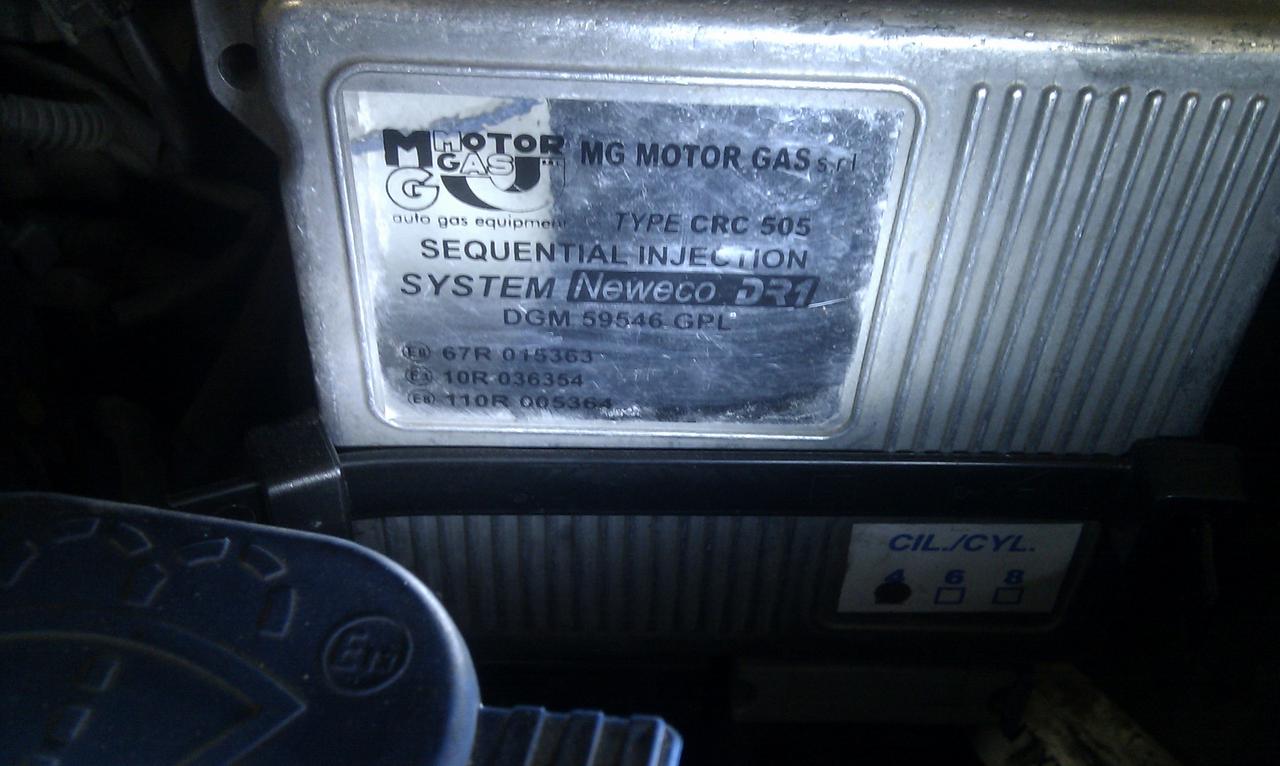 MG MOTOR GAS
auto gas equipment
MG MOTOR GAS s.r.l
TYPE CRC 505
SEQUENTIAL INJECTION
SYSTEM Neweco DR1
DGM 59546 GPL
E8 67R 015363
10R 036354
E8 110R 005364
CIL./CYL.
4 6 8